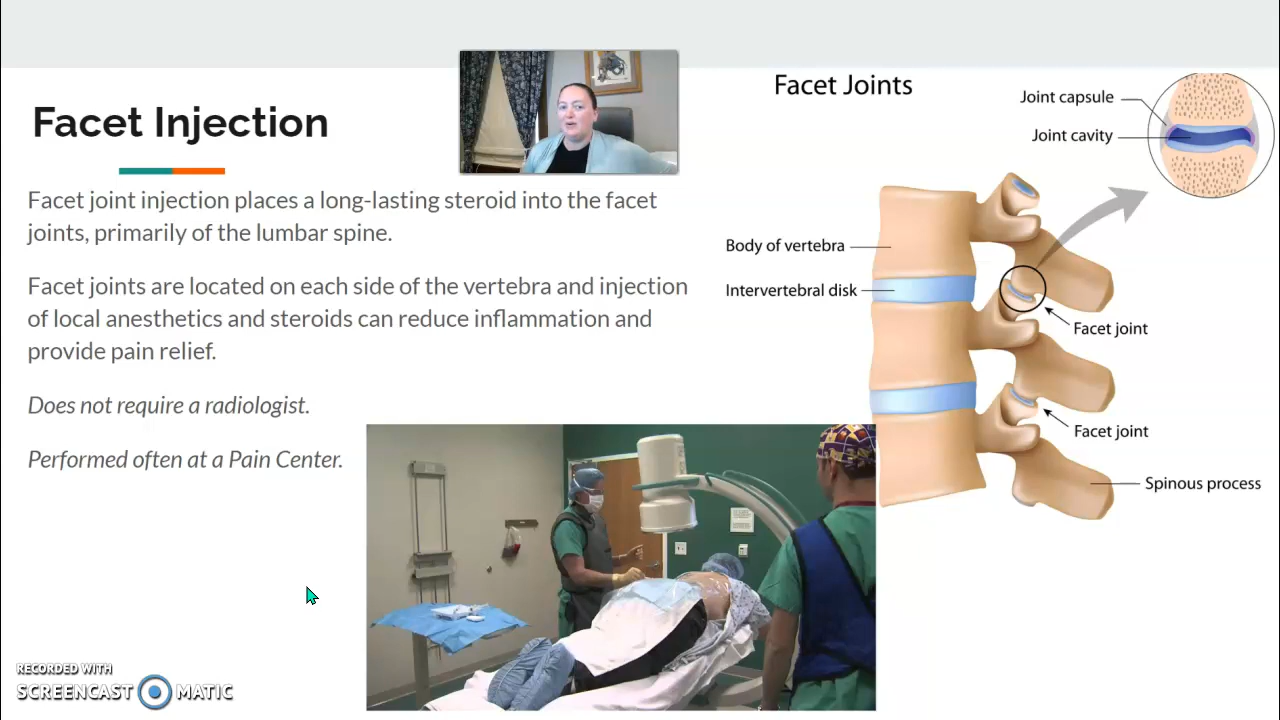 Facet Injection
Facet joint injection places a long-lasting steroid into the facet
joints, primarily of the lumbar spine.
Facet joints are located on each side of the vertebra and injection
of local anesthetics and steroids can reduce inflammation and
provide pain relief.
Does not require a radiologist.
Performed often at a Pain Center.
Facet Joints
Joint capsule
Joint cavity
Body of vertebra
Intervertebral disk
Facet joint
Facet joint
Spinous process
RECORDED WITH
SCREENCAST MATIC